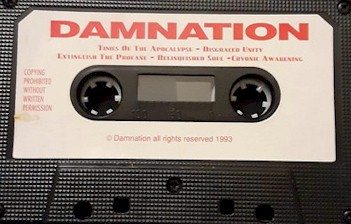 DAMNATION
Times Of The Apocalypse - Disgraced Unity
Extinguish The Profane - Relinquished Soul - Cryonic Awakening
COPYING
PROHIBITED
WITHOUT
WRITTEN
PERMISSION
© Damnation all rights reserved 1993